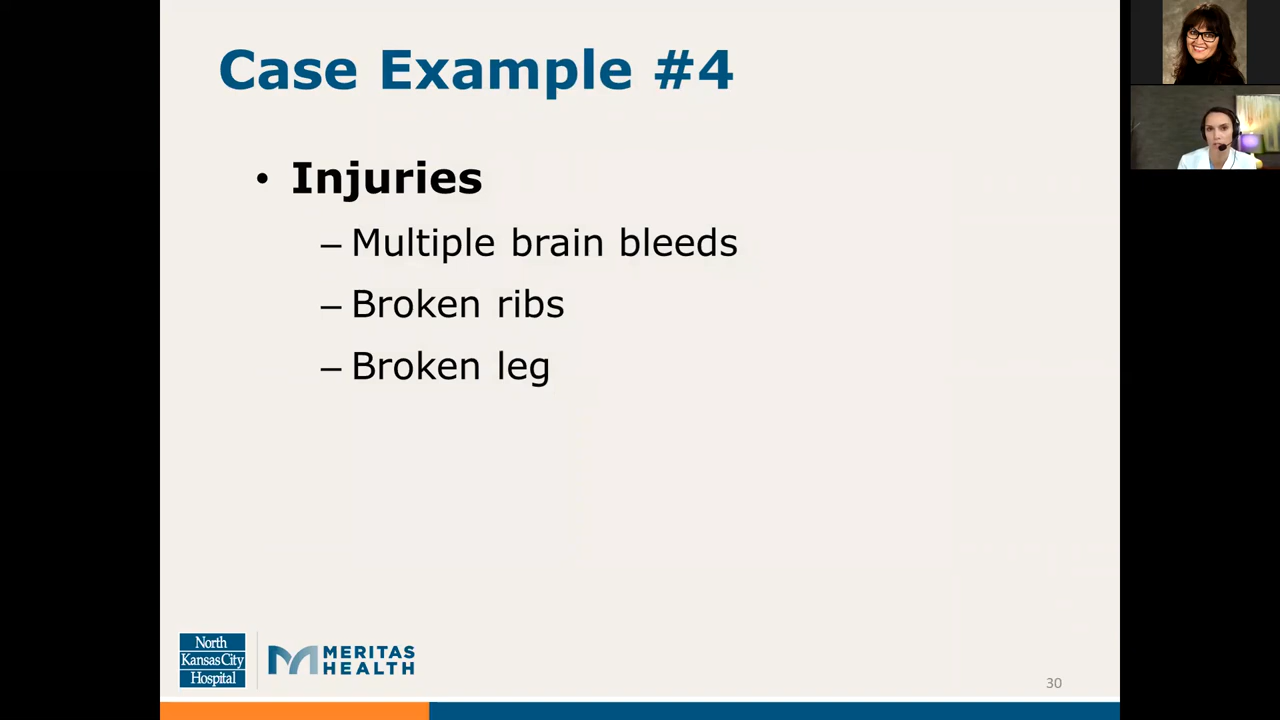 Case Example #4
• Injuries
– Multiple brain bleeds
– Broken ribs
– Broken leg
North
Kansas City
Hospital
MERITAS
HEALTH
30